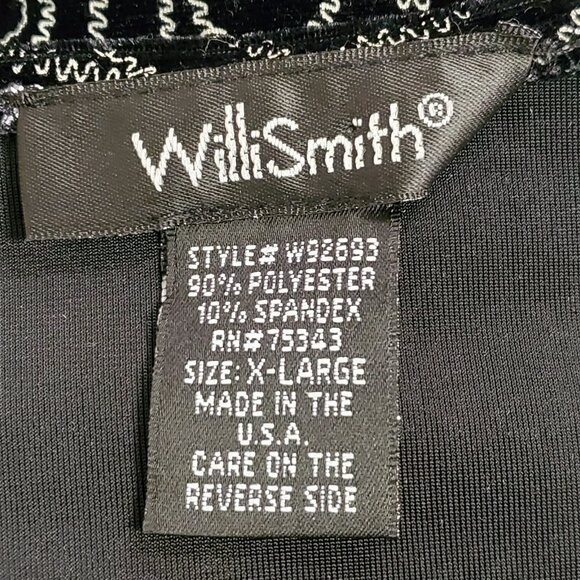 WilliSmith®
STYLE# W92693
90% POLYESTER
10% SPANDEX
RN#75343
SIZE: X-LARGE
MADE IN THE
U.S.A.
CARE ON THE
REVERSE SIDE